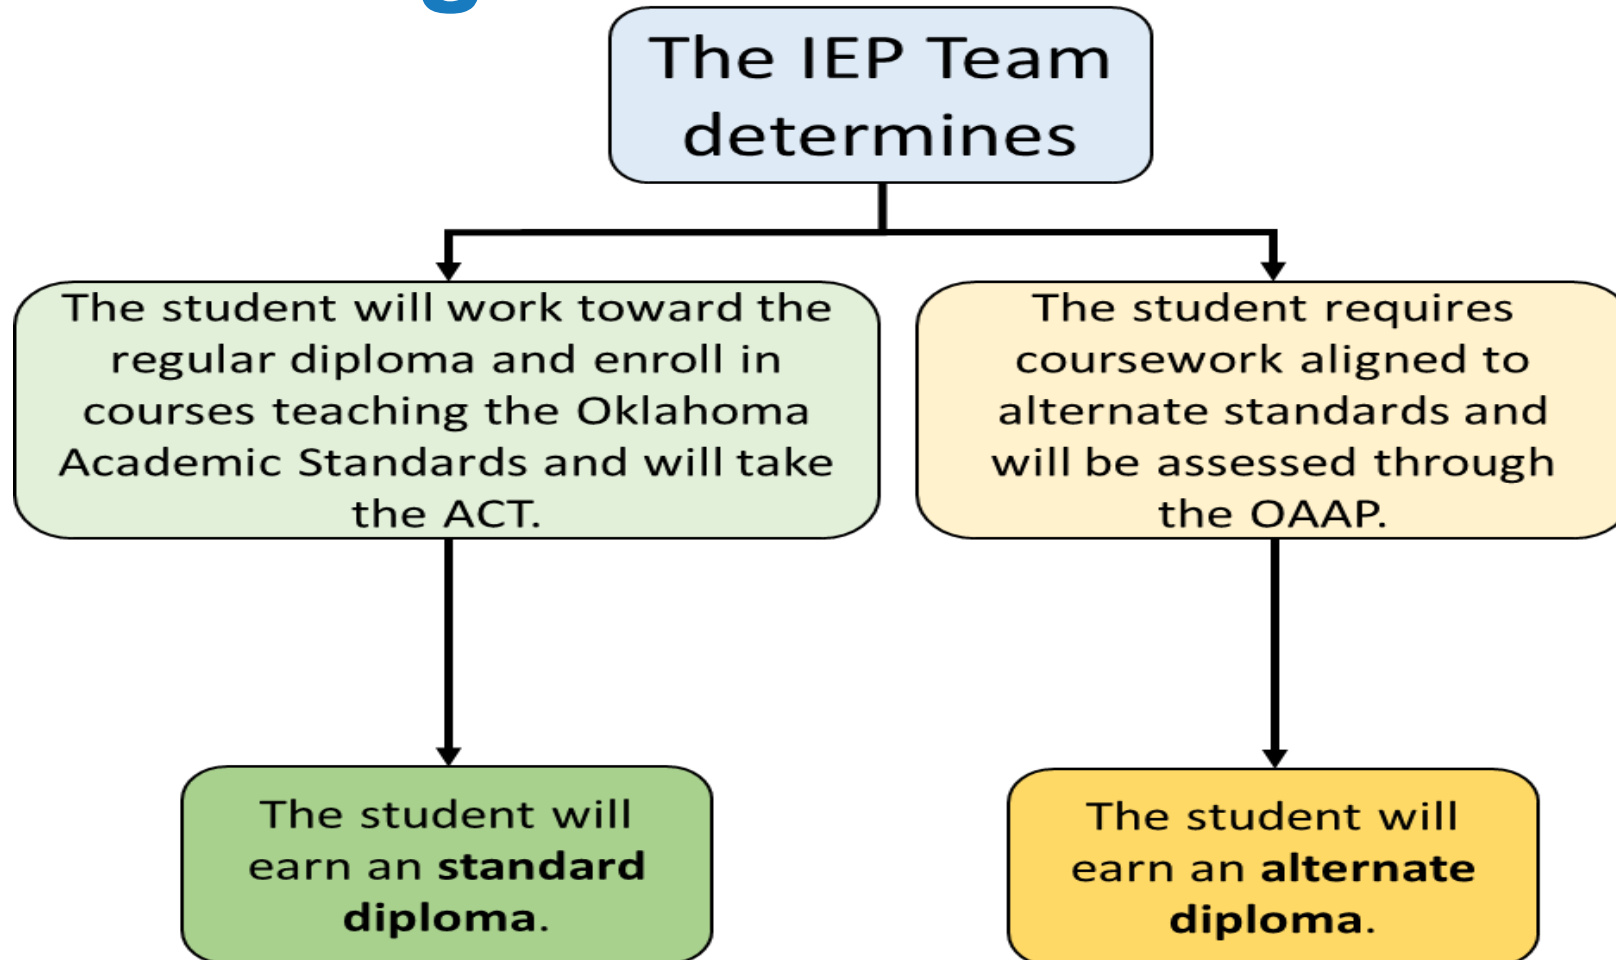 The IEP Team
determines
The student will work toward the
regular diploma and enroll in
courses teaching the Oklahoma
Academic Standards and will take
the ACT.
The student requires
coursework aligned to
alternate standards and
will be assessed through
the OAAP.
The student will
earn an standard
diploma.
The student will
earn an alternate
diploma.